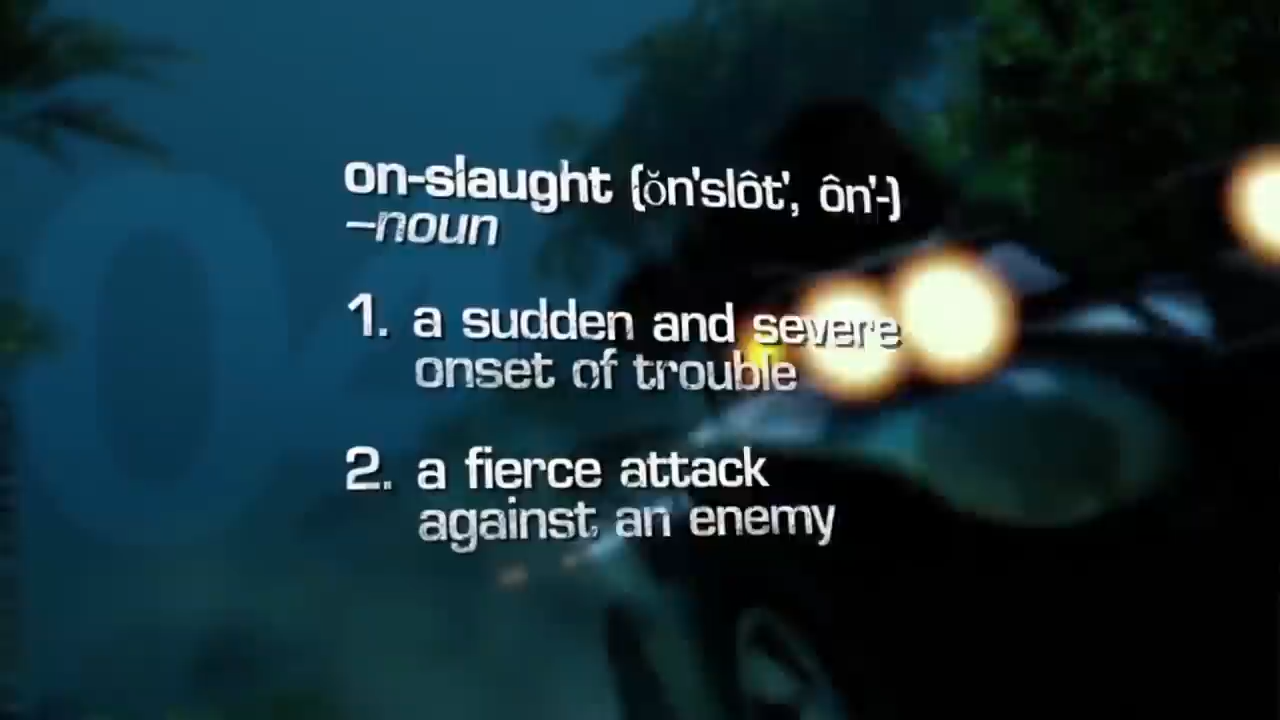 on-slaught (ŏn'slôt', ôn'-)
–noun
1. a sudden and severe
onset of trouble
2. a fierce attack
against an enemy